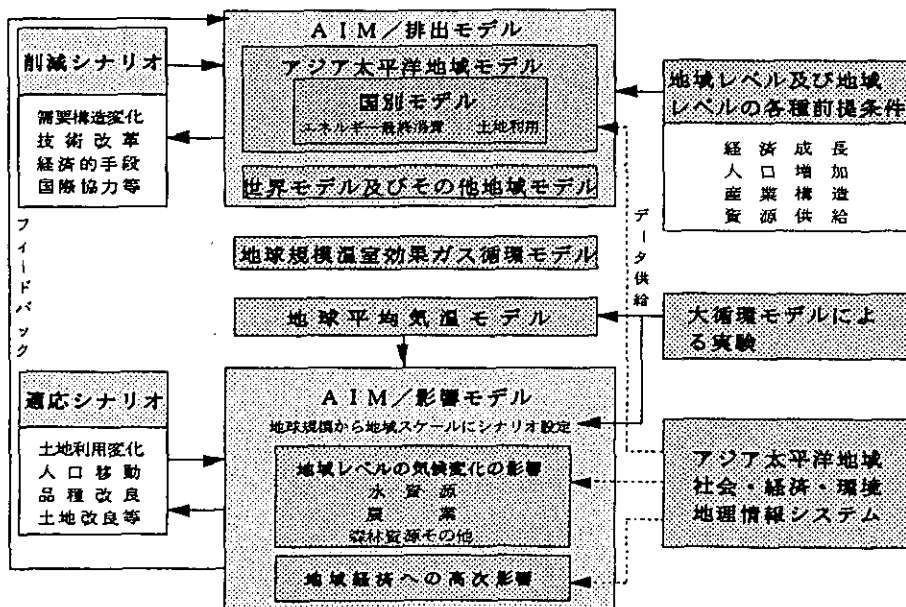 AIM/排出モデル
アジア太平洋地域モデル
国別モデル
エネルギー最終消費 土地利用
世界モデル及びその他地域モデル
削減シナリオ
需要構造変化
技術改革
経済的手段
国際協力等
地域レベル及び地域
レベルの各種前提条件
経済成長
人口増加
産業構造
資源供給
フィードバック
データ供給
地球規模温室効果ガス循環モデル
地球平均気温モデル
大循環モデルによ
る実験
適応シナリオ
土地利用変化
人口移動
品種改良
土地改良等
AIM/影響モデル
地球規模から地域スケールにシナリオ設定
地域レベルの気候変化の影響
水資源
農業
森林資源その他
地域経済への高次影響
アジア太平洋地域
社会・経済・環境
地理情報システム